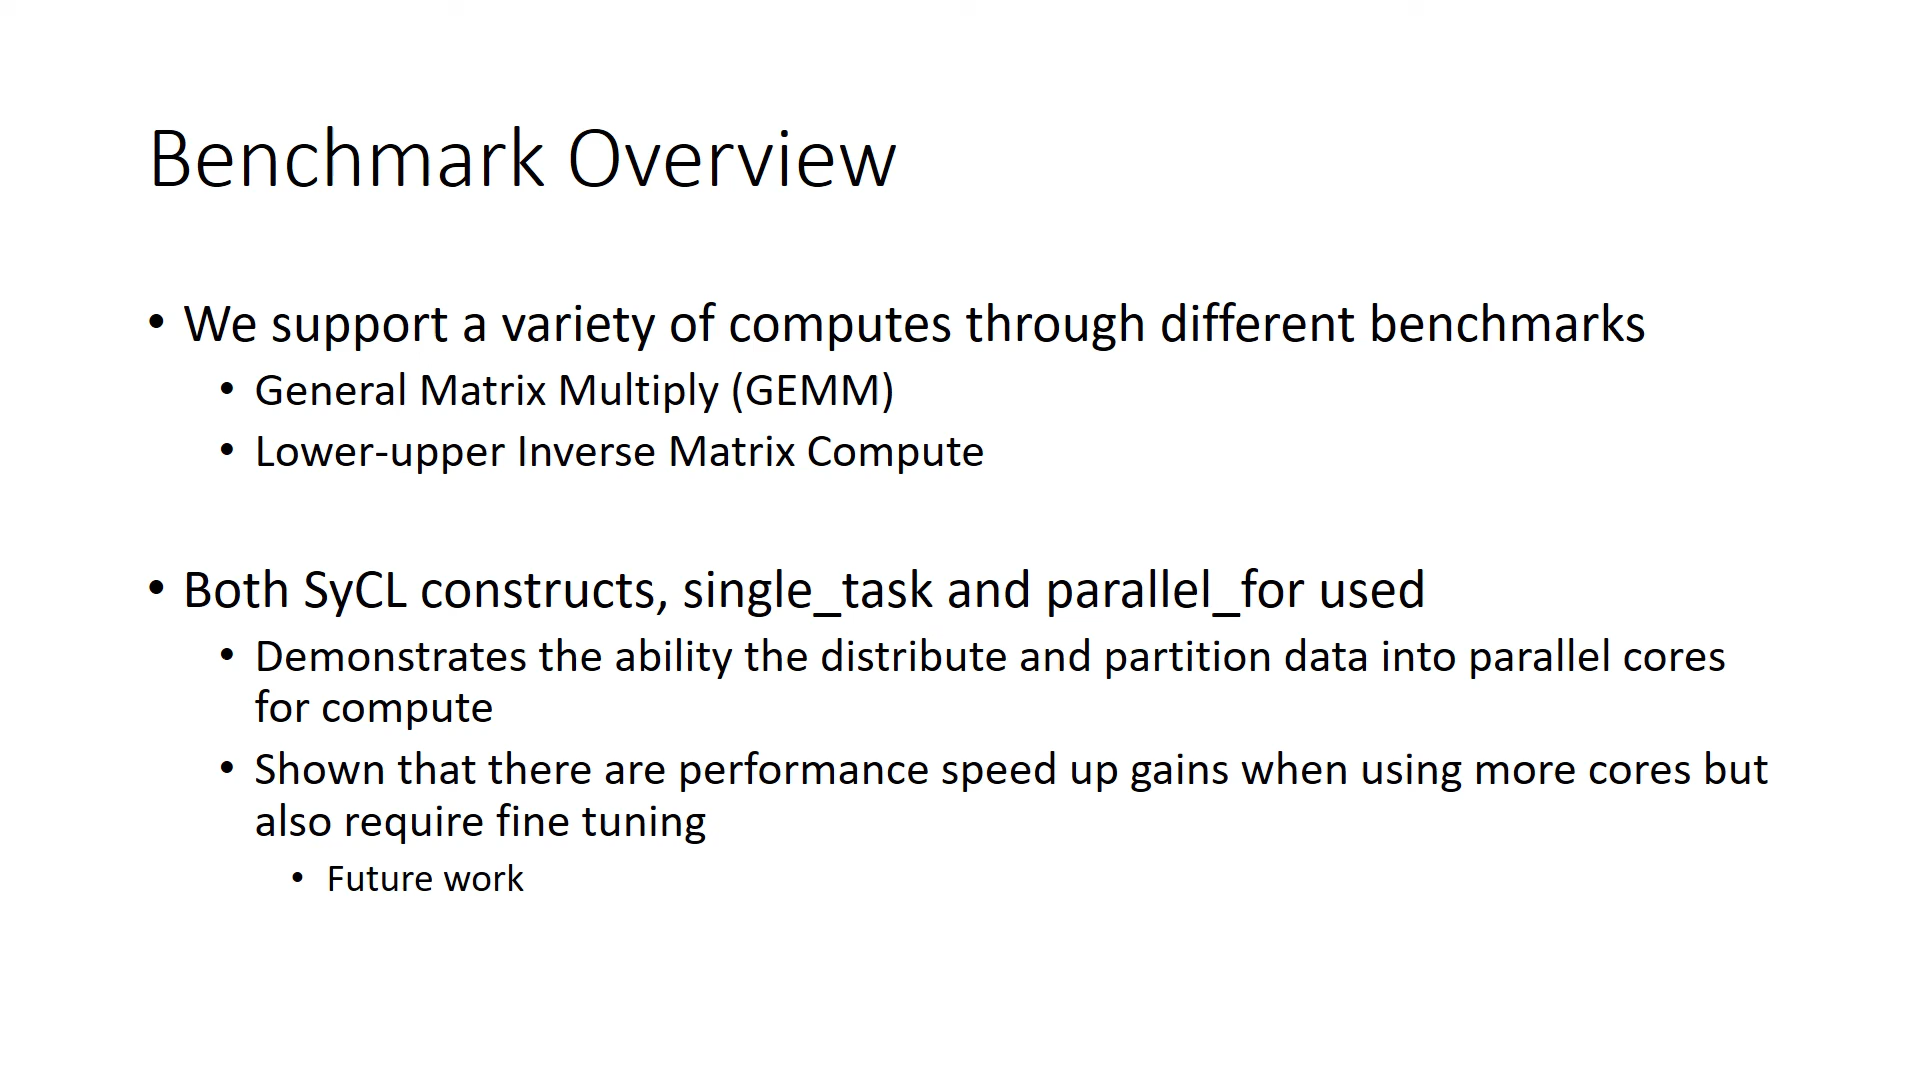 Benchmark Overview
• We support a variety of computes through different benchmarks
• General Matrix Multiply (GEMM)
• Lower-upper Inverse Matrix Compute
• Both SyCL constructs, single_task and parallel_for used
• Demonstrates the ability the distribute and partition data into parallel cores
for compute
• Shown that there are performance speed up gains when using more cores but
also require fine tuning
• Future work